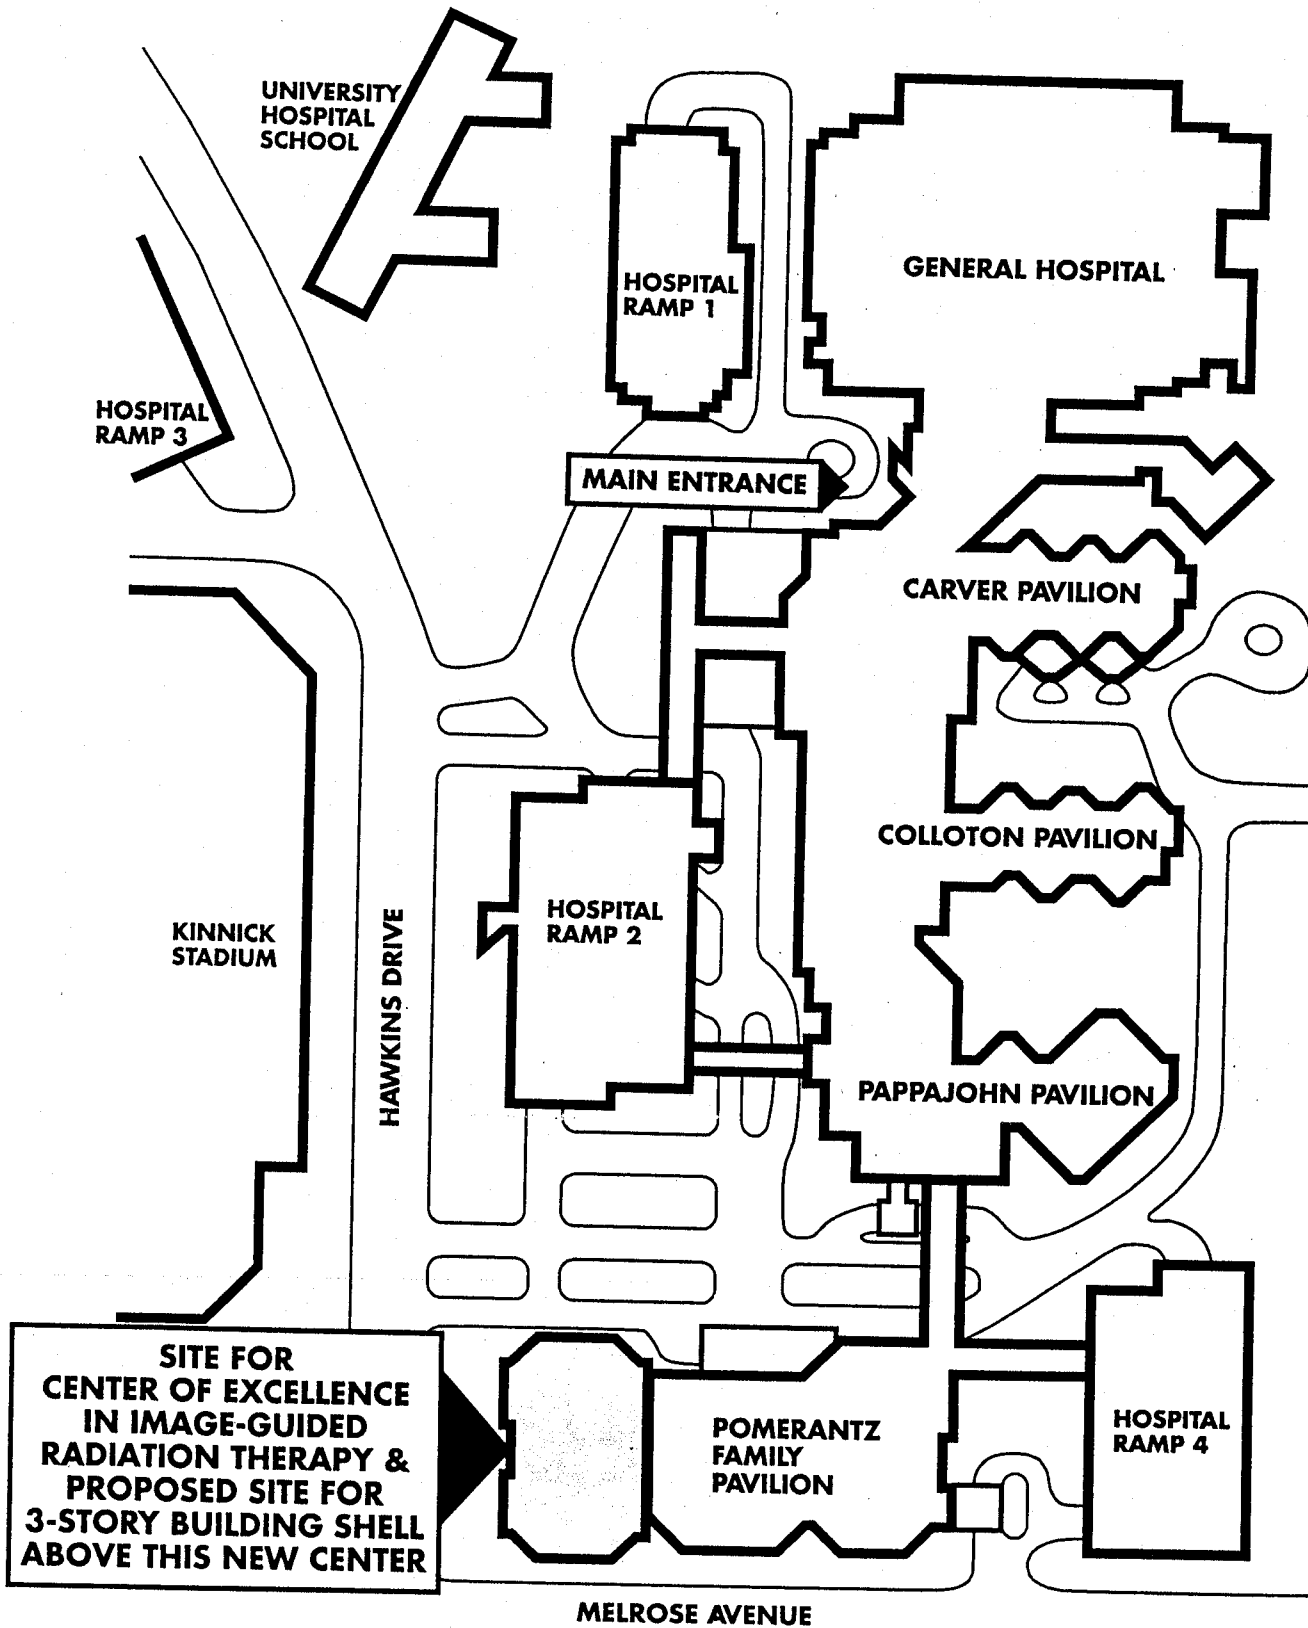 UNIVERSITY
HOSPITAL
SCHOOL
HOSPITAL
RAMP 1
GENERAL HOSPITAL
HOSPITAL
RAMP 3
MAIN ENTRANCE
CARVER PAVILION
COLLOTON PAVILION
HOSPITAL
RAMP 2
KINNICK
STADIUM
HAWKINS DRIVE
PAPPAJOHN PAVILION
SITE FOR
CENTER OF EXCELLENCE
IN IMAGE-GUIDED
RADIATION THERAPY &
PROPOSED SITE FOR
3-STORY BUILDING SHELL
ABOVE THIS NEW CENTER
POMERANTZ
FAMILY
PAVILION
HOSPITAL
RAMP 4
MELROSE AVENUE